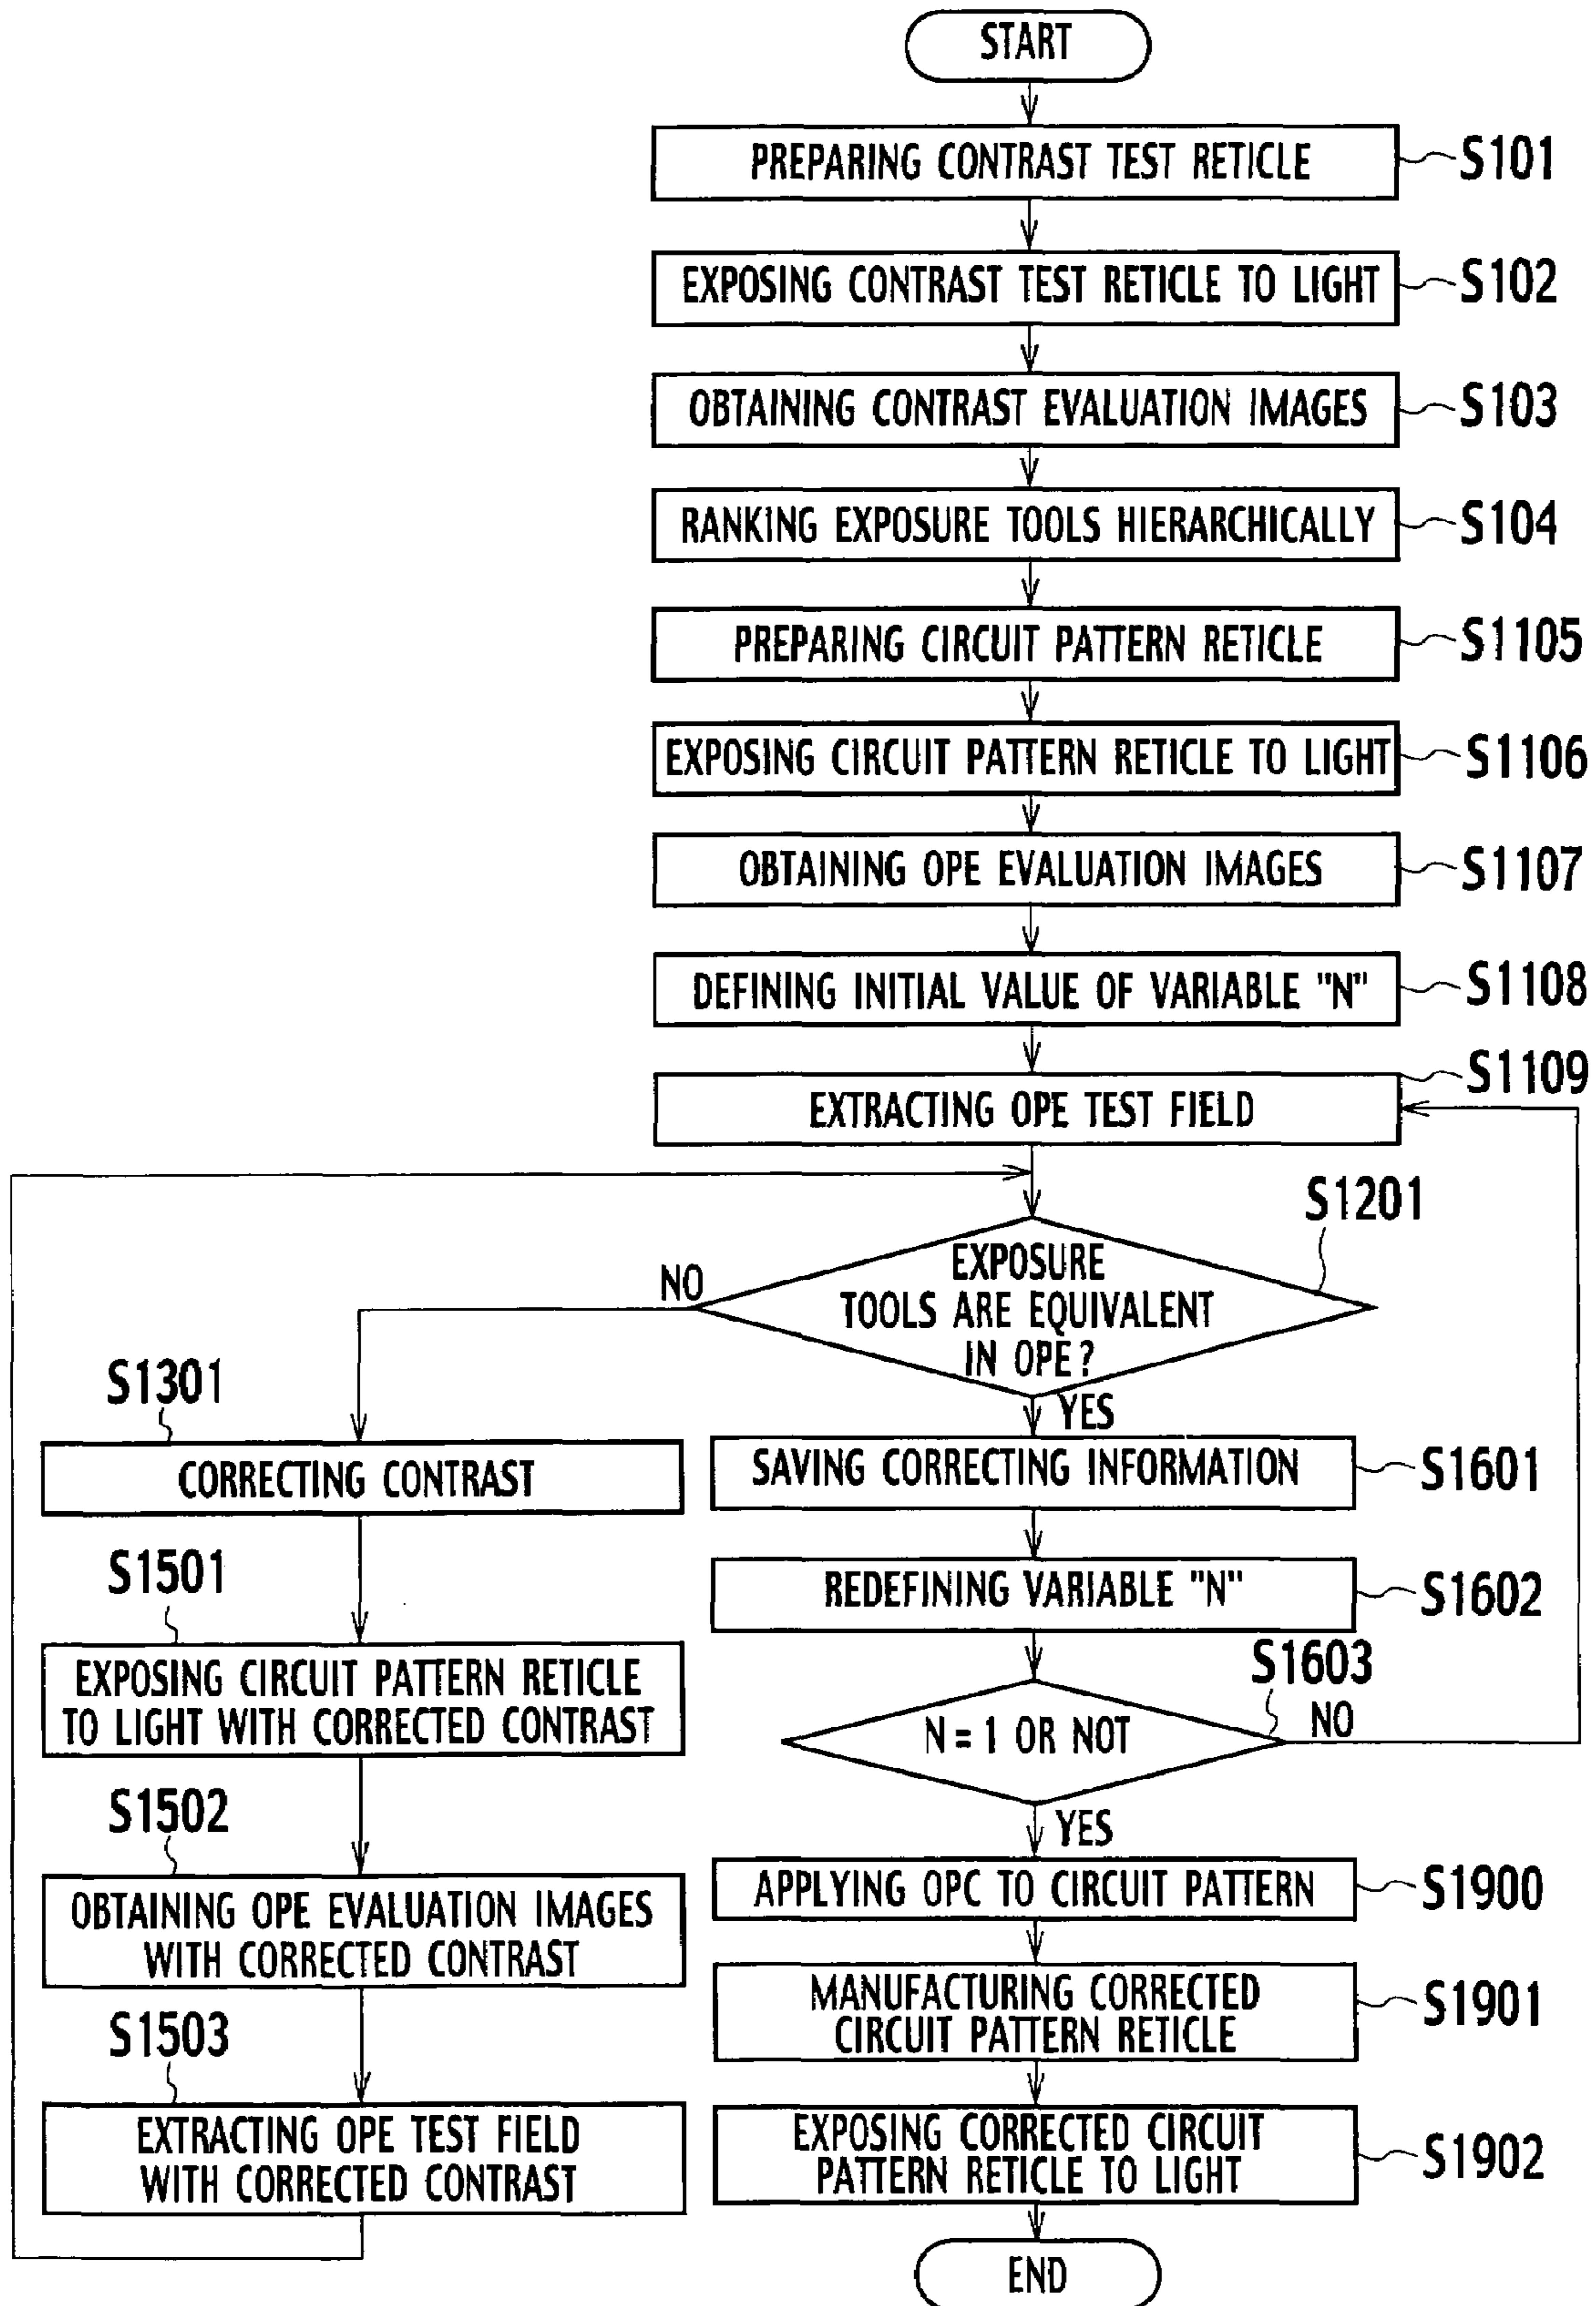 START
PREPARING CONTRAST TEST RETICLE
S101
EXPOSING CONTRAST TEST RETICLE TO LIGHT
S102
OBTAINING CONTRAST EVALUATION IMAGES
S103
RANKING EXPOSURE TOOLS HIERARCHICALLY
S104
PREPARING CIRCUIT PATTERN RETICLE
S1105
EXPOSING CIRCUIT PATTERN RETICLE TO LIGHT
S1106
OBTAINING OPE EVALUATION IMAGES
S1107
DEFINING INITIAL VALUE OF VARIABLE "N"
S1108
EXTRACTING OPE TEST FIELD
S1109
S1201
EXPOSURE
TOOLS ARE EQUIVALENT
IN OPE?
NO
YES
S1301
CORRECTING CONTRAST
S1501
EXPOSING CIRCUIT PATTERN RETICLE
TO LIGHT WITH CORRECTED CONTRAST
S1502
OBTAINING OPE EVALUATION IMAGES
WITH CORRECTED CONTRAST
S1503
EXTRACTING OPE TEST FIELD
WITH CORRECTED CONTRAST
SAVING CORRECTING INFORMATION
S1601
REDEFINING VARIABLE "N"
S1602
S1603
N = 1 OR NOT
NO
YES
APPLYING OPC TO CIRCUIT PATTERN
S1900
MANUFACTURING CORRECTED
CIRCUIT PATTERN RETICLE
S1901
EXPOSING CORRECTED CIRCUIT
PATTERN RETICLE TO LIGHT
S1902
END